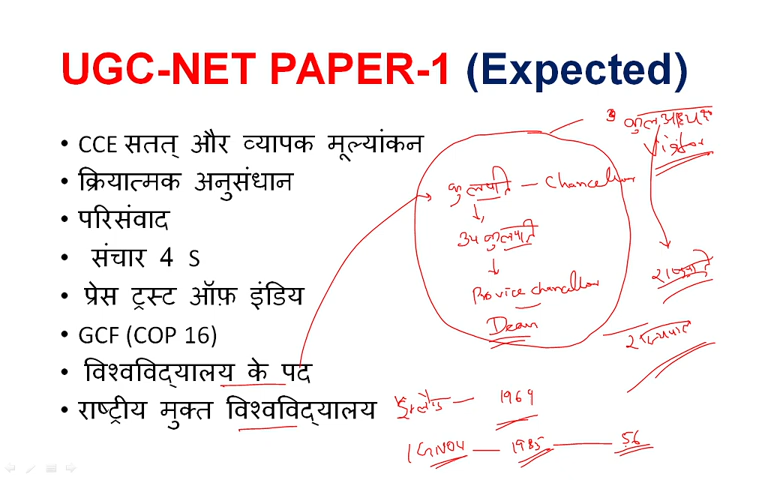 UGC-NET PAPER-1 (Expected)
CCE सतत् और व्यापक मूल्यांकन
क्रियात्मक अनुसंधान
परिसंवाद
संचार 4 S
प्रेस ट्रस्ट ऑफ़ इंडिय
GCF (COP 16)
विश्वविद्यालय के पद
राष्ट्रीय मुक्त विश्वविद्यालय
Visitor
कुलपति – Chancellor
उप कुलपति
Pro vice chancellor
Dean
राज्यपाल
इंग्लैंड – 1969
IGNOU – 1985 – 56